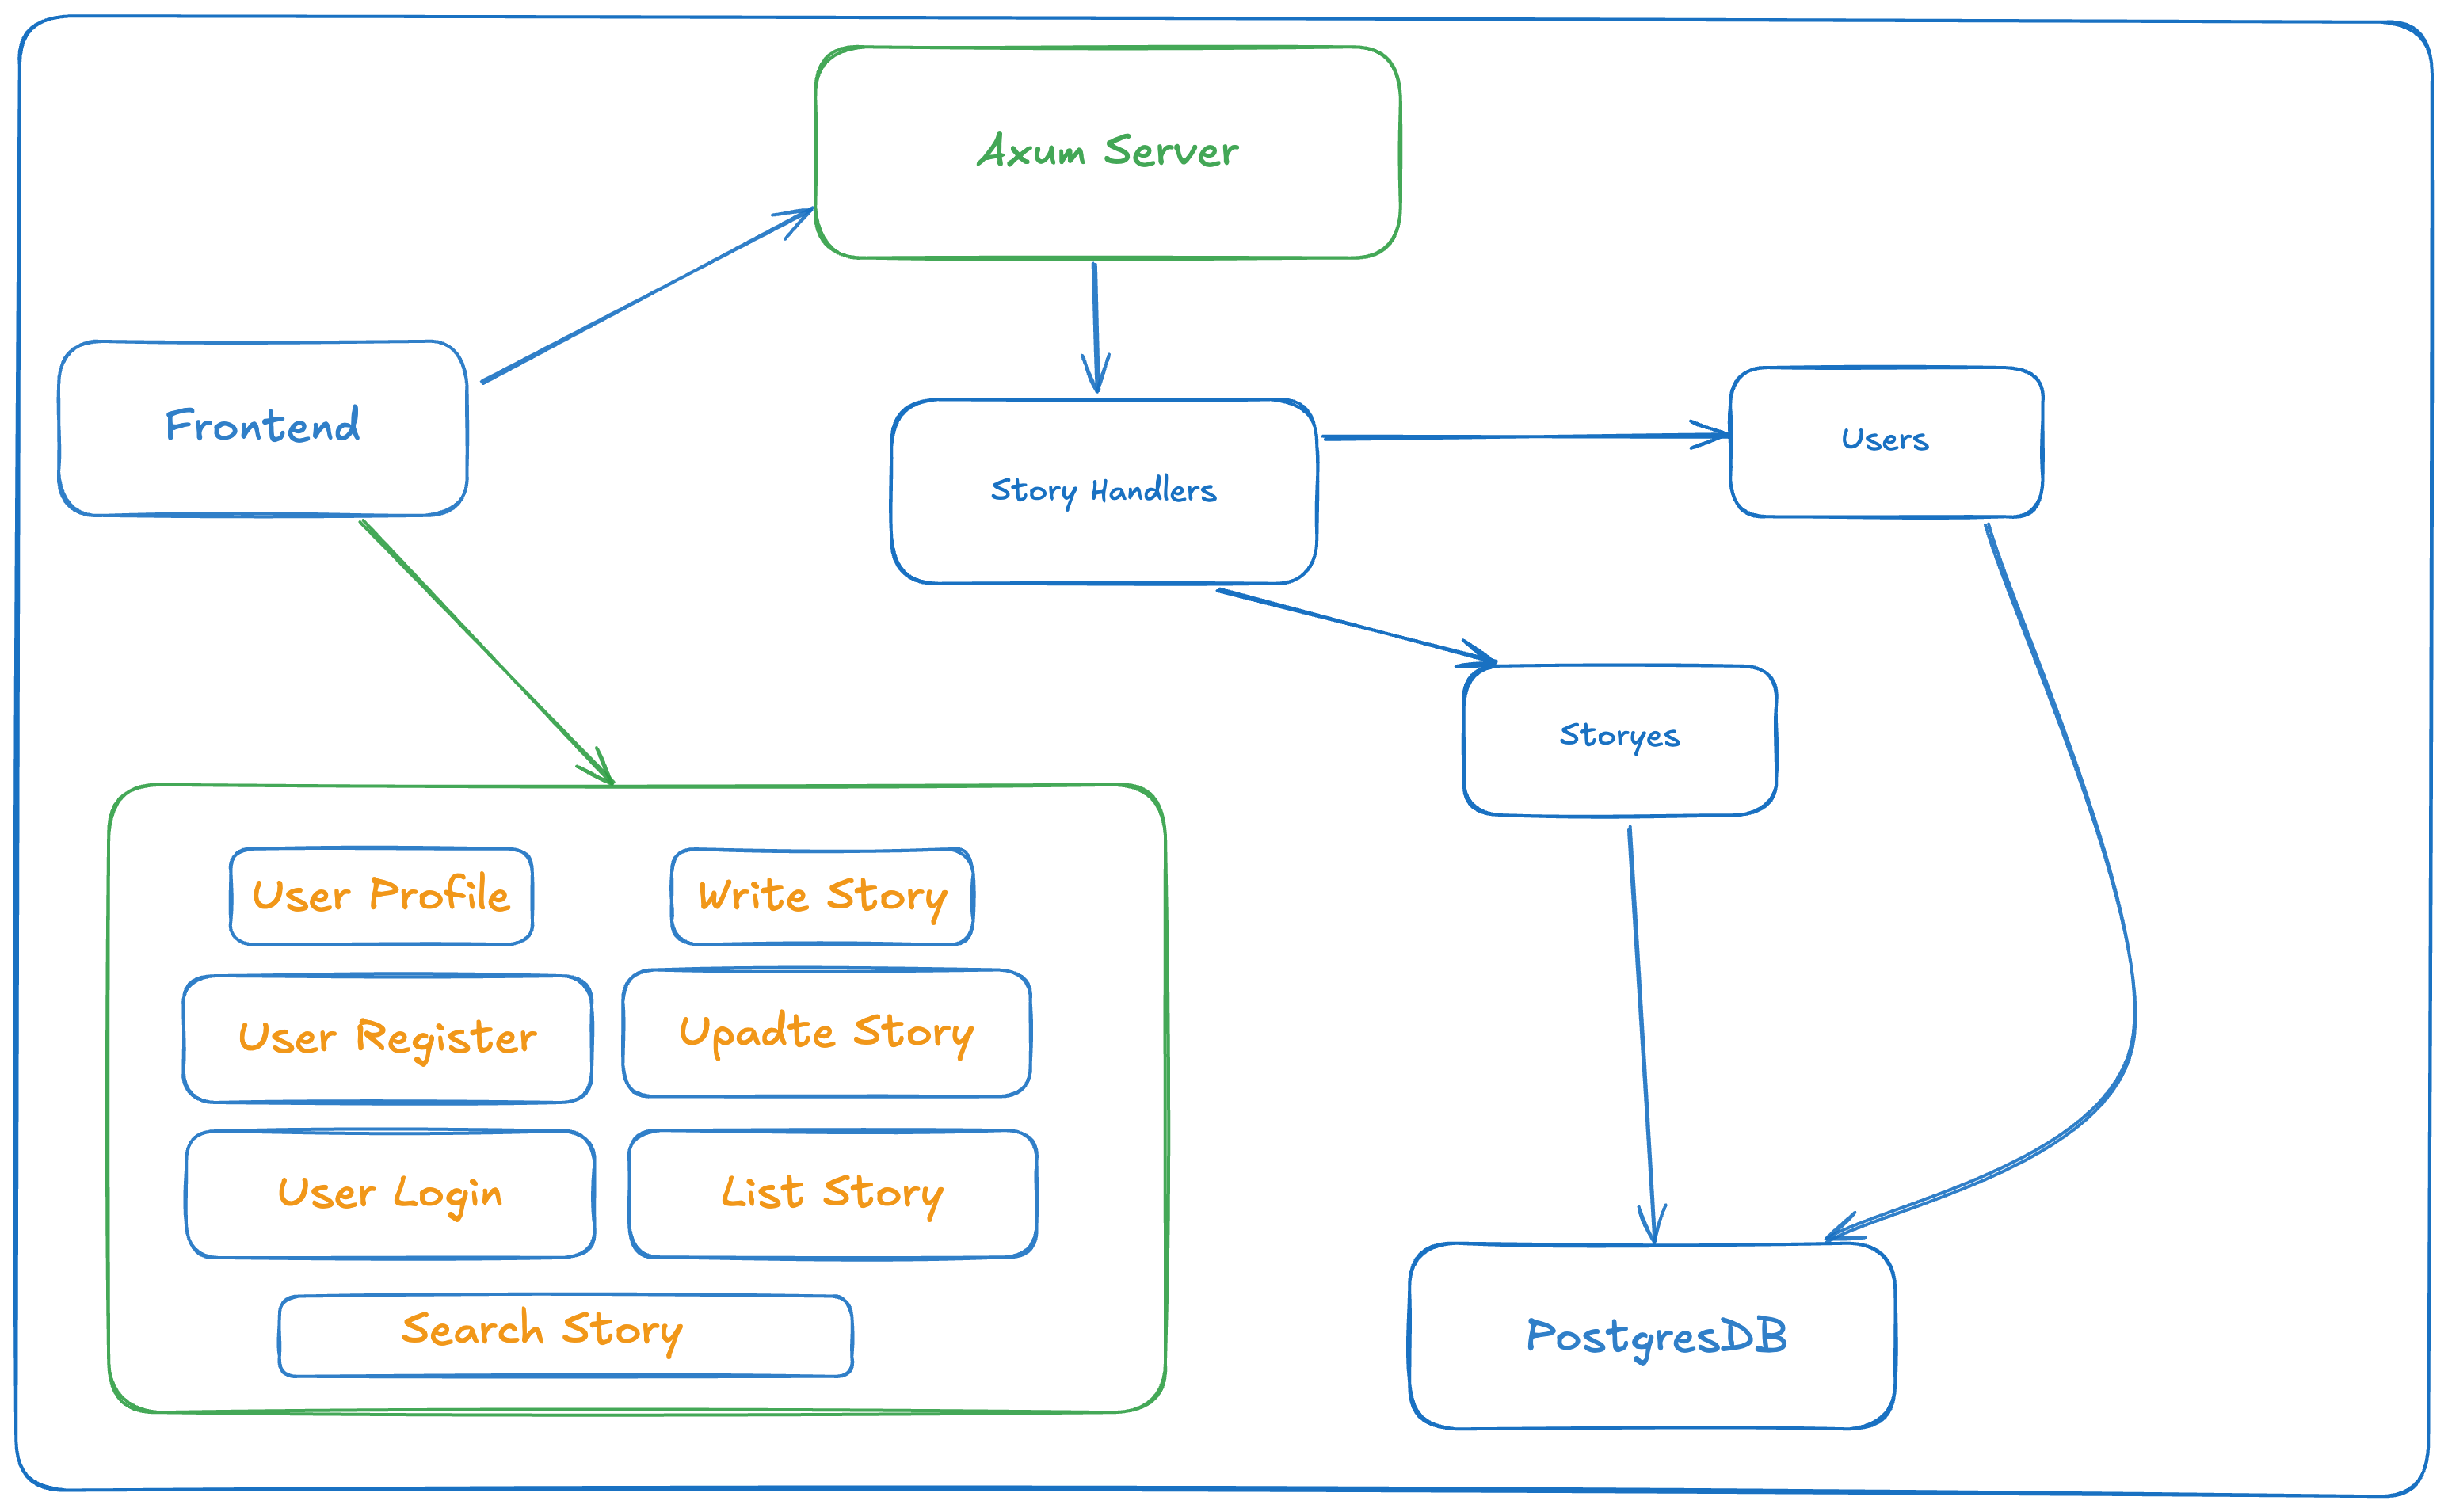 Axum Server
Frontend
Story Handlers
Users
Storyes
User Profile
Write Story
User Register
Update Story
User Login
List Story
Search Story
PostgresDB